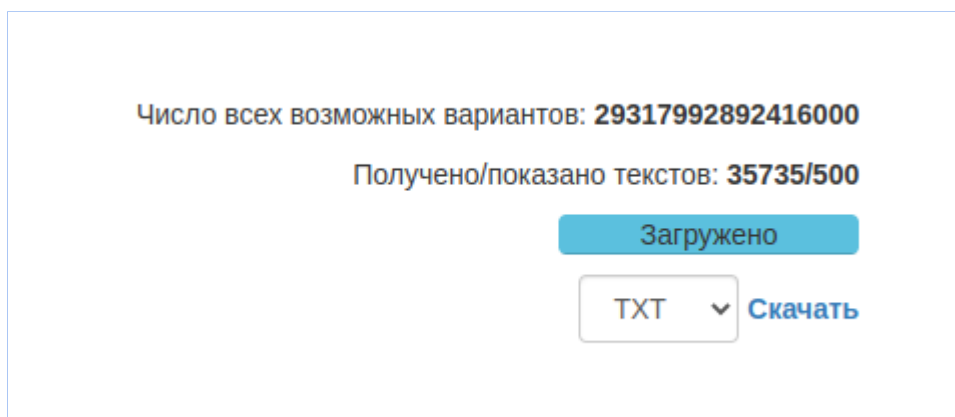 Число всех возможных вариантов: 29317992892416000
Получено/показано текстов: 35735/500
Загружено
TXT Скачать